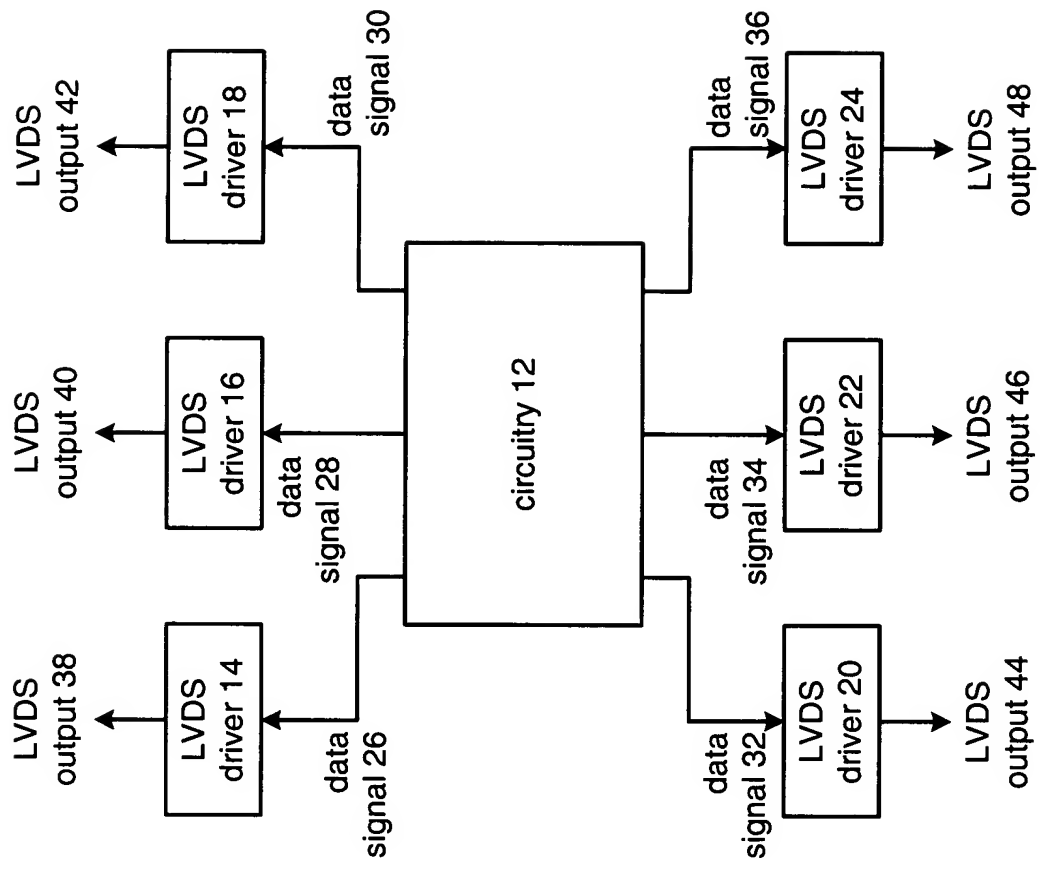 LVDS
output 38
LVDS
output 40
LVDS
output 42
LVDS
driver 14
LVDS
driver 16
LVDS
driver 18
data
signal 26
data
signal 28
data
signal 30
circuitry 12
data
signal 32
data
signal 34
data
signal 36
LVDS
driver 20
LVDS
driver 22
LVDS
driver 24
LVDS
output 44
LVDS
output 46
LVDS
output 48